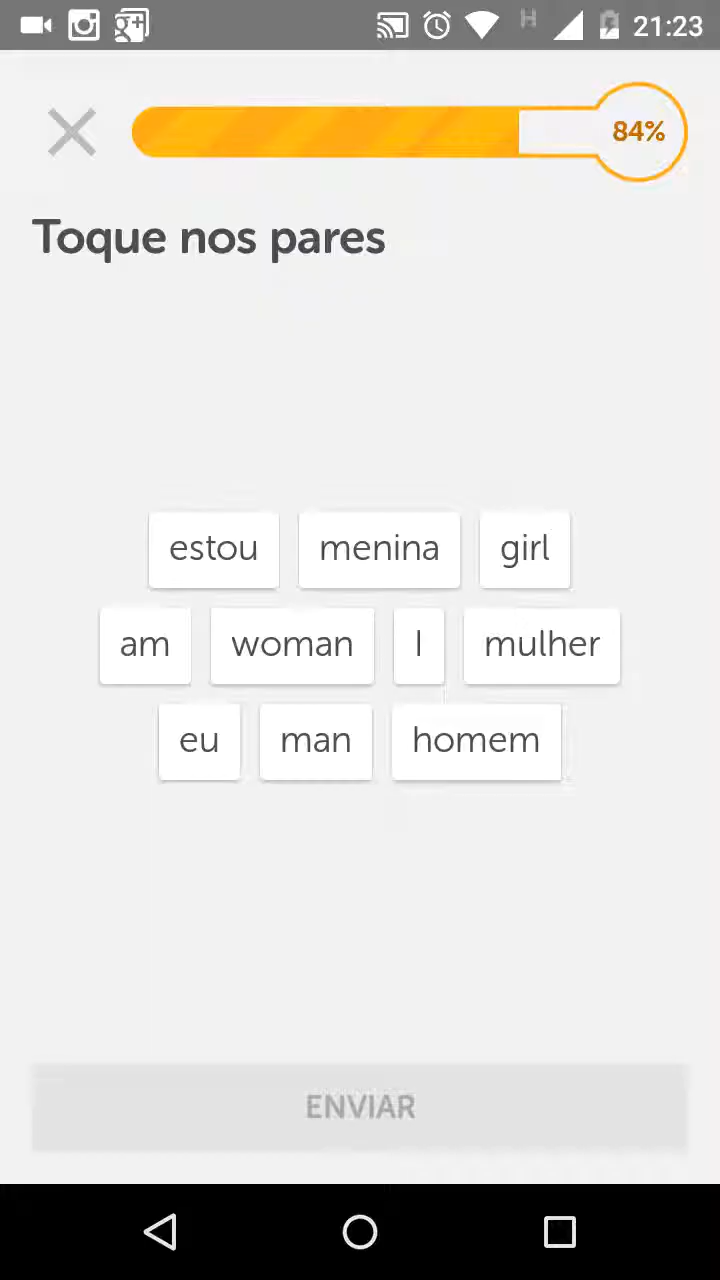 H 21:23
84%
Toque nos pares
estou menina girl
am woman I mulher
eu man homem
ENVIAR